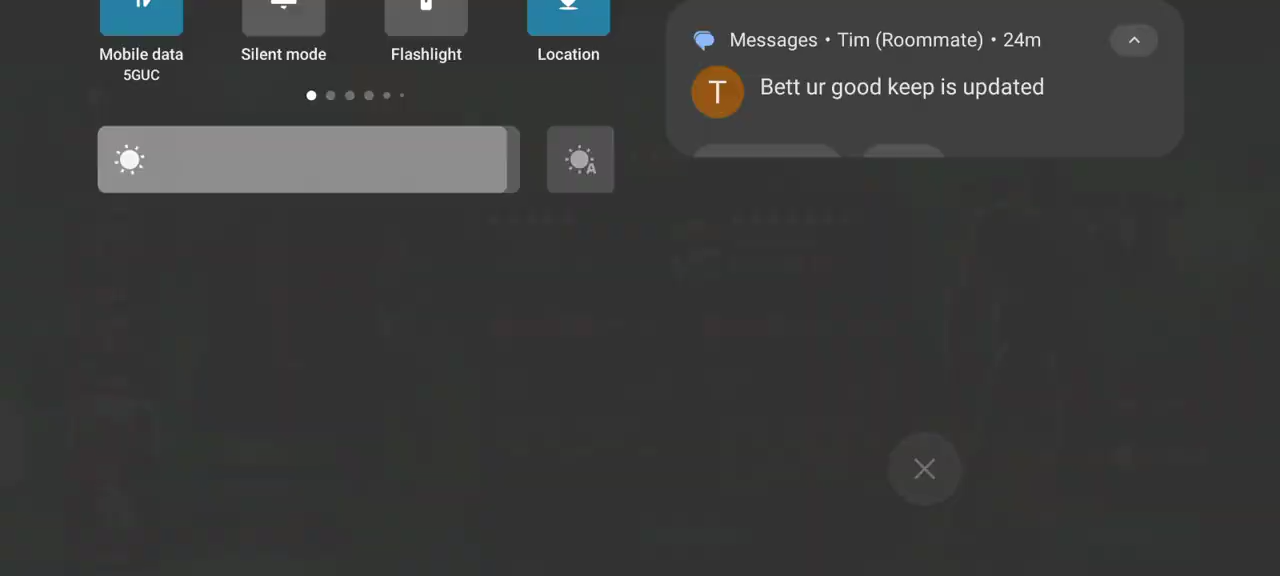 Mobile data
5GUC
Silent mode
Flashlight
Location
A
Messages • Tim (Roommate) • 24m
T
Bett ur good keep is updated